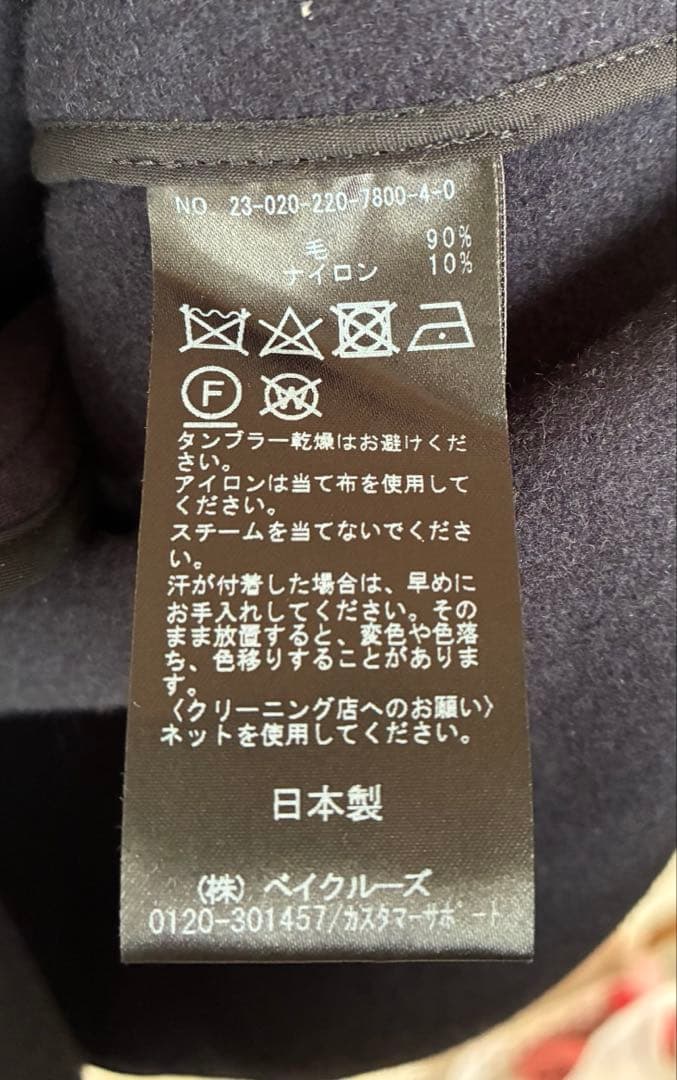 NO. 23-020-220-7800-4-0
毛 90%
ナイロン 10%
F W
タンブラー乾燥はお避けくだ
さい。
アイロンは当て布を使用して
ください。
スチームを当てないでくださ
い。
汗が付着した場合は、早めに
お手入れしてください。その
まま放置すると、変色や色落
ち、色移りすることがありま
す。
〈クリーニング店へのお願い〉
ネットを使用してください。
日本製
(株) ベイクルーズ
0120-301457/カスタマーサポート